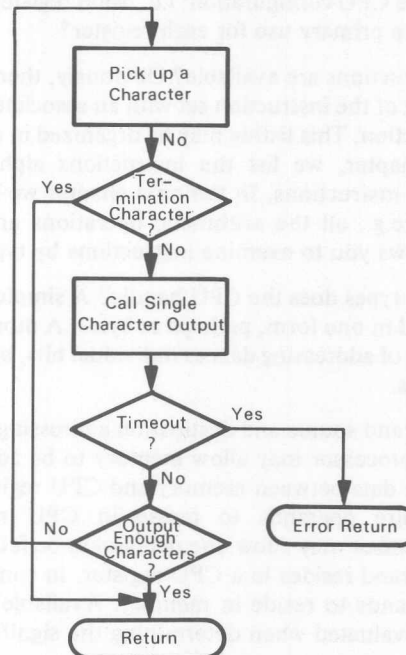 Pick up a
Character
No
Yes
Ter-
mination
Character
?
No
Call Single
Character Output
Timeout
?
Yes
No
No
Output
Enough
Characters
?
Yes
Error Return
Return